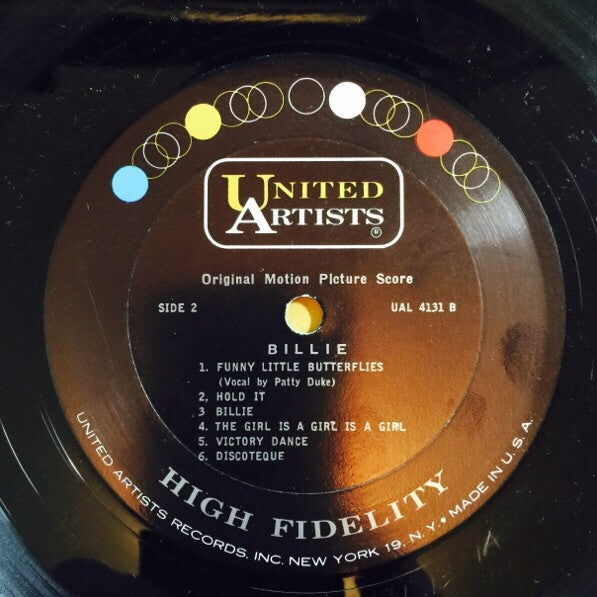 UNITED
ARTISTS
®
Original Motion Picture Score
SIDE 2
UAL 4131 B
BILLIE
1. FUNNY LITTLE BUTTERFLIES
(Vocal by Patty Duke)
2, HOLD IT
3 BILLIE
4. THE GIRL IS A GIRL IS A GIRL
5. VICTORY DANCE
6. DISCOTEQUE
HIGH FIDELITY
UNITED ARTISTS RECORDS, INC. NEW YORK 19, N. Y. • MADE IN U. S. A.